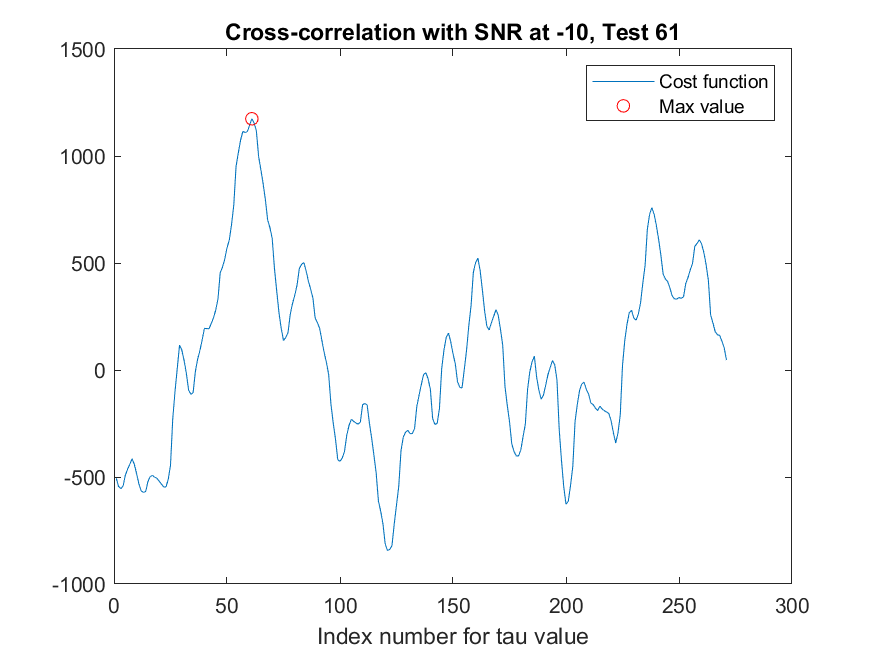 Cross-correlation with SNR at -10, Test 61
1500
Cost function
Max value
1000
500
0
-500
-1000
0 50 100 150 200 250 300
Index number for tau value